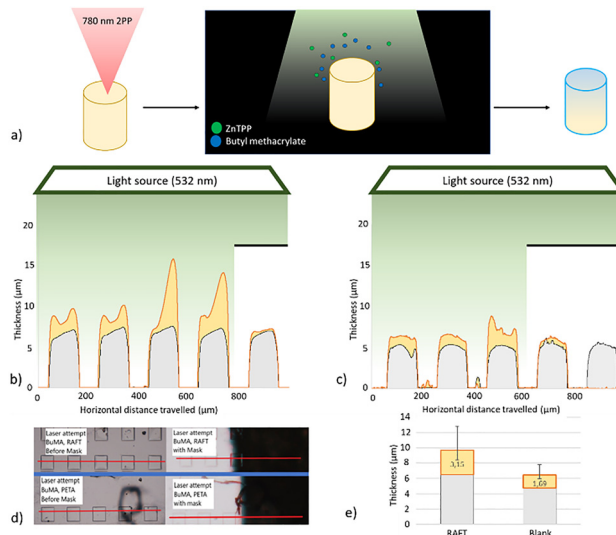 780 nm 2PP
ZnTPP
Butyl methacrylate
a)
Light source (532 nm)
20
15
10
5
0
Thickness (µm)
0 200 400 600 800
Horizontal distance travelled (µm)
b)
Light source (532 nm)
20
15
10
5
0
Thickness (µm)
0 200 400 600 800
Horizontal distance travelled (µm)
c)
Laser attempt
BuMA, RAFT
Before Mask
Laser attempt
BuMA, RAFT
with Mask
Laser attempt
BuMA, PETA
Before Mask
Laser attempt
BuMA, PETA
with mask
d)
14
12
10
8
6
4
2
0
Thickness (µm)
3,15
1,69
RAFT Blank
e)